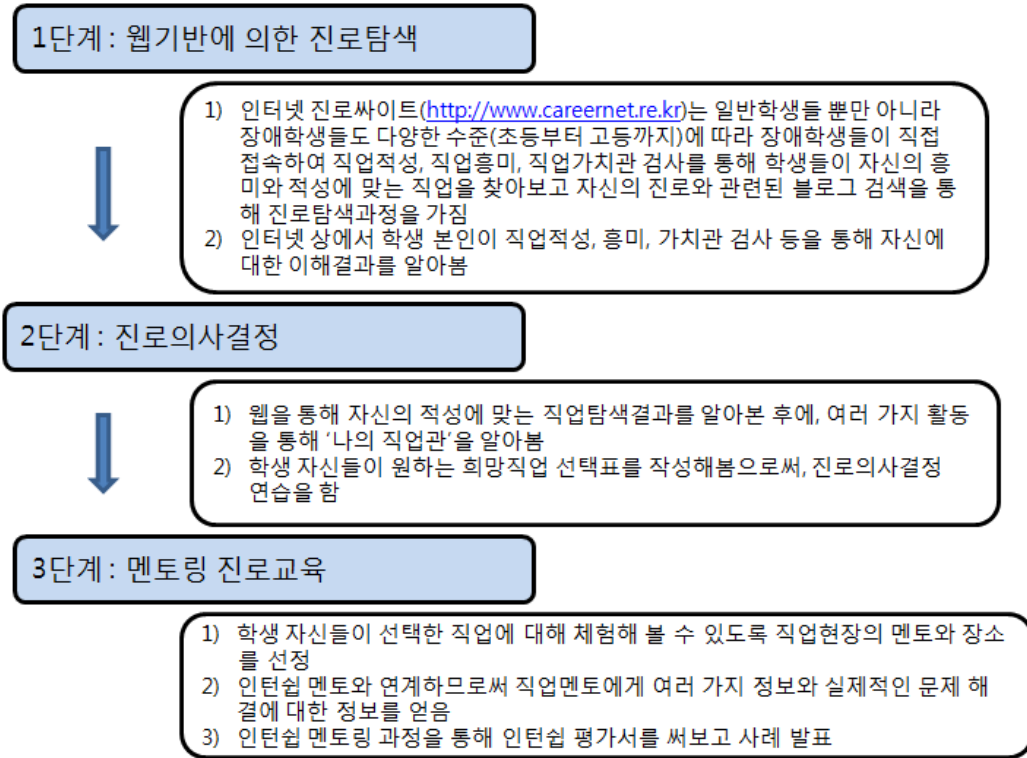 1단계 : 웹기반에 의한 진로탐색
1) 인터넷 진로싸이트(http://www.careernet.re.kr)는 일반학생들 뿐만 아니라
장애학생들도 다양한 수준(초등부터 고등까지)에 따라 장애학생들이 직접
접속하여 직업적성, 직업흥미, 직업가치관 검사를 통해 학생들이 자신의 흥
미와 적성에 맞는 직업을 찾아보고 자신의 진로와 관련된 블로그 검색을 통
해 진로탐색과정을 가짐
2) 인터넷 상에서 학생 본인이 직업적성, 흥미, 가치관 검사 등을 통해 자신에
대한 이해결과를 알아봄
2단계 : 진로의사결정
1) 웹을 통해 자신의 적성에 맞는 직업탐색결과를 알아본 후에, 여러 가지 활동
을 통해 ‘나의 직업관’을 알아봄
2) 학생 자신들이 원하는 희망직업 선택표를 작성해봄으로써, 진로의사결정
연습을 함
3단계 : 멘토링 진로교육
1) 학생 자신들이 선택한 직업에 대해 체험해 볼 수 있도록 직업현장의 멘토와 장소
를 선정
2) 인턴쉽 멘토와 연계하므로써 직업멘토에게 여러 가지 정보와 실제적인 문제 해
결에 대한 정보를 얻음
3) 인턴쉽 멘토링 과정을 통해 인턴쉽 평가서를 써보고 사례 발표